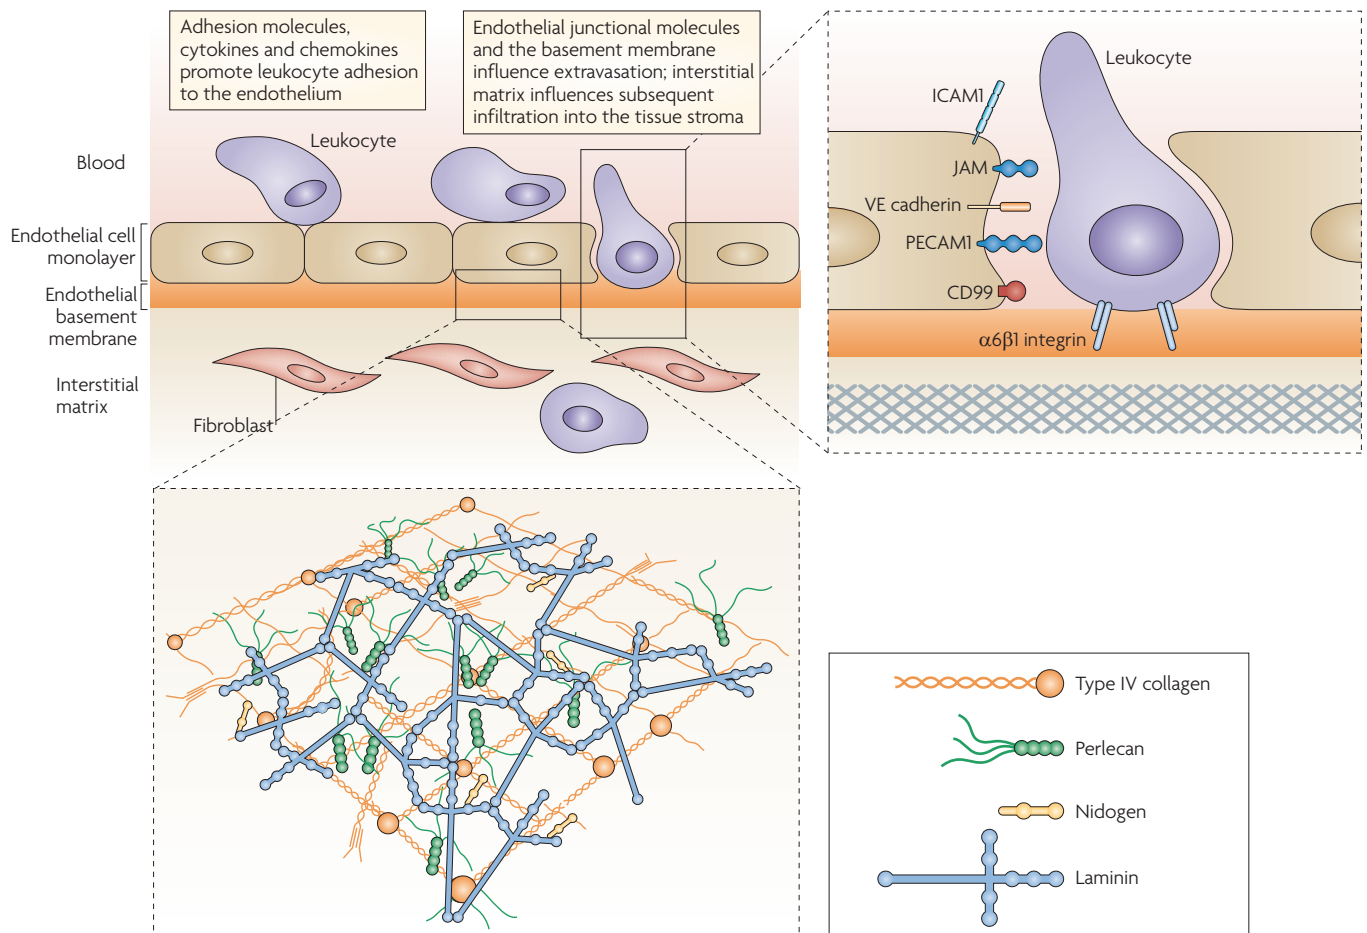 Adhesion molecules,
cytokines and chemokines
promote leukocyte adhesion
to the endothelium
Endothelial junctional molecules
and the basement membrane
influence extravasation; interstitial
matrix influences subsequent
infiltration into the tissue stroma
Leukocyte
Blood
Endothelial cell
monolayer
Endothelial
basement
membrane
Interstitial
matrix
Fibroblast
Leukocyte
ICAM1
JAM
VE cadherin
PECAM1
CD99
α6β1 integrin
Type IV collagen
Perlecan
Nidogen
Laminin